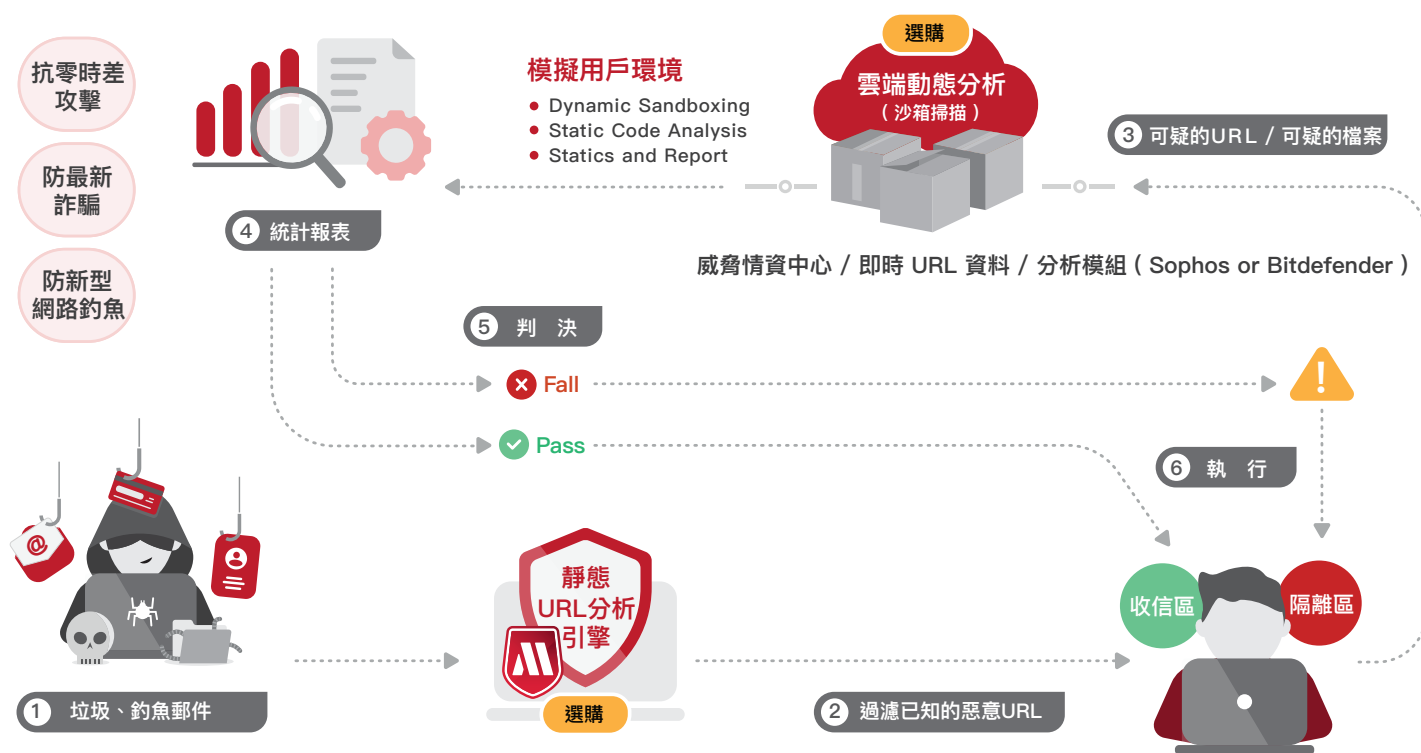 抗零時差
攻擊
防最新
詐騙
防新型
網路釣魚
模擬用戶環境
Dynamic Sandboxing
Static Code Analysis
Statics and Report
選購
雲端動態分析
（沙箱掃描）
3 可疑的URL / 可疑的檔案
4 統計報表
威脅情資中心 / 即時 URL 資料 / 分析模組 ( Sophos or Bitdefender )
5 判 決
Fall
Pass
6 執 行
@
靜態
URL分析
引擎
選購
收信區
隔離區
1 垃圾、釣魚郵件
2 過濾已知的惡意URL